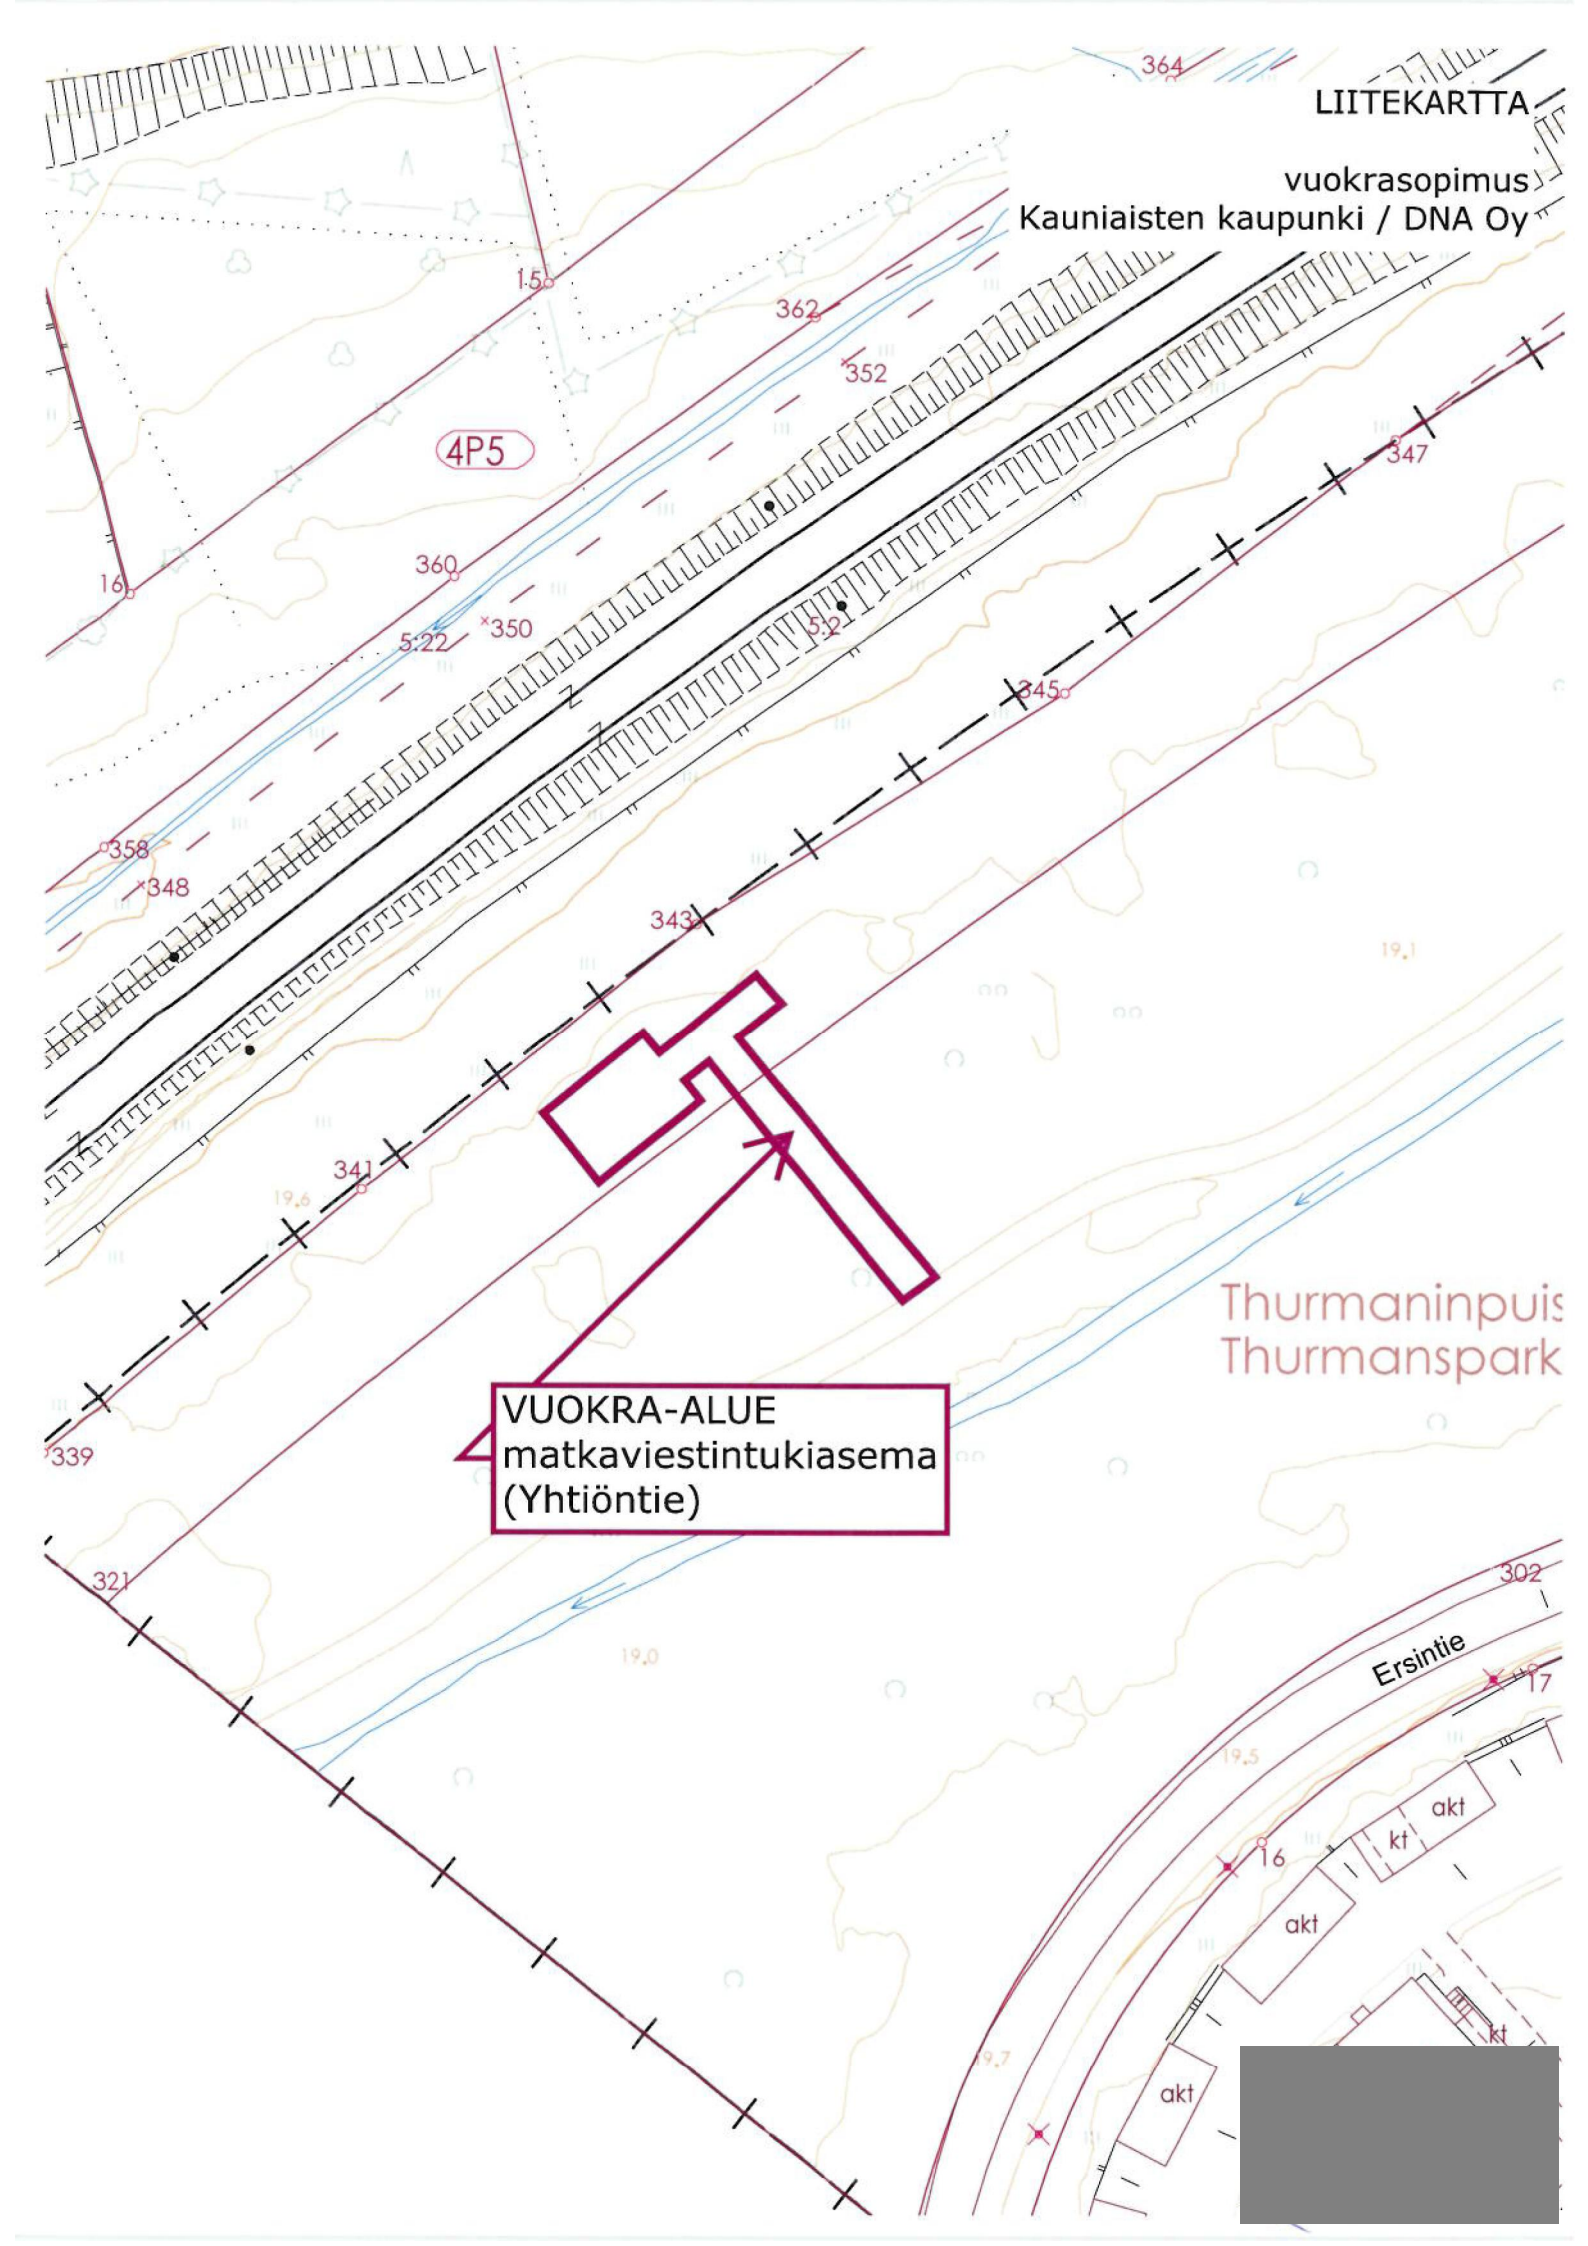 364
LIITEKARTTA
vuokrasopimus
Kauniaisten kaupunki / DNA Oy
15
362
352
4P5
347
16
360
350
5:2
5:22
345
358
348
343
19.1
341
19.6
Thurmaninpuis
Thurmanspark
VUOKRA-ALUE
matkaviestintukiasema
(Yhtiöntie)
339
321
302
19.0
Ersintie
17
19.5
akt
kt
16
akt
kt
19.7
akt